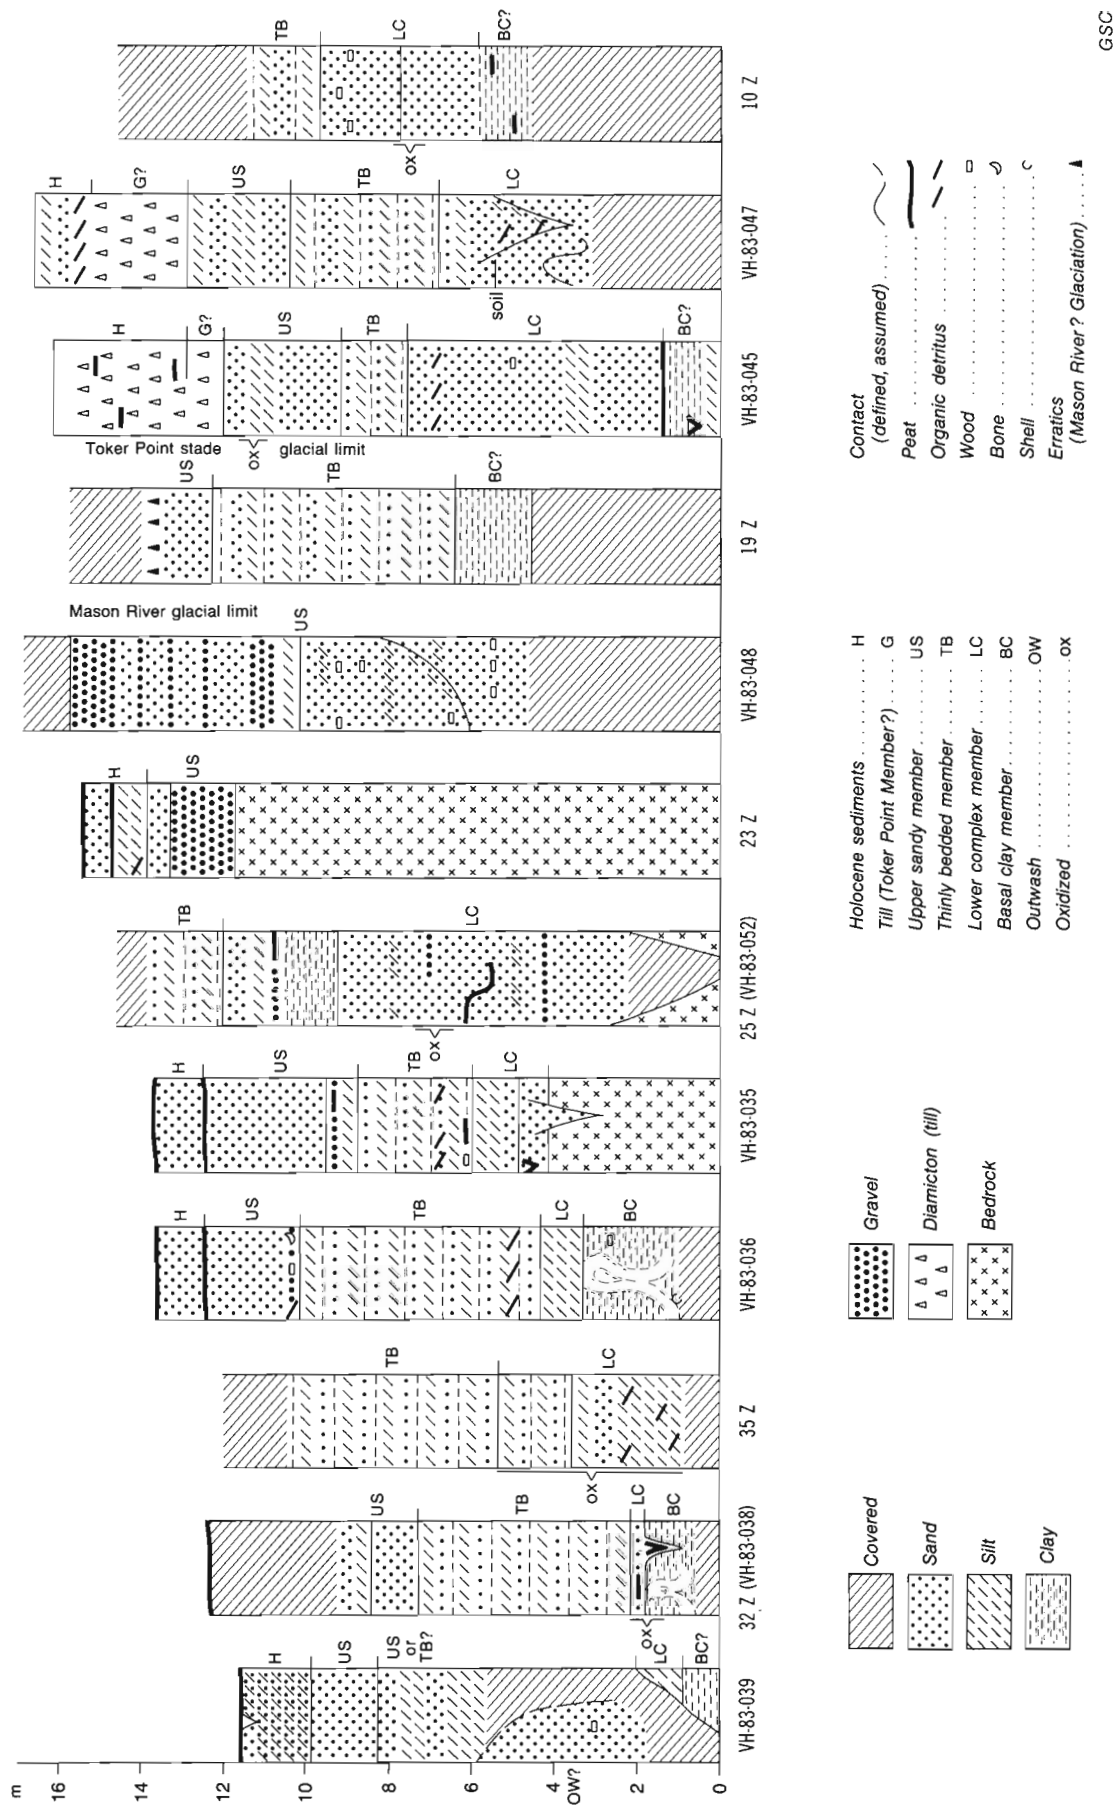 m
16
14
12
10
8
6
4
2
0
OW?
H
US
US
or
TB?
LC
BC?
VH-83-039
US
TB
LC
BC
ox
32 Z (VH-83-038)
TB
LC
ox
35 Z
H
US
TB
LC
BC
VH-83-036
H
US
TB
LC
VH-83-035
TB
LC
ox
25 Z (VH-83-052)
H
US
23 Z
Mason River glacial limit
US
VH-83-048
US
TB
BC?
19 Z
Toker Point stade glacial limit
ox
H
G?
US
TB
LC
BC?
VH-83-045
H
G?
US
TB
LC
soil
VH-83-047
TB
LC
BC?
ox
10 Z
Covered
Sand
Silt
Clay
Gravel
Diamicton (till)
Bedrock
Holocene sediments . . . . . . . . . H
Till (Toker Point Member?) . . . . G
Upper sandy member . . . . . . . . US
Thinly bedded member . . . . . . . TB
Lower complex member . . . . . . LC
Basal clay member . . . . . . . . . . BC
Outwash . . . . . . . . . . . . . . . . . OW
Oxidized . . . . . . . . . . . . . . . . . ox
Contact
(defined, assumed) . . . . .
Peat . . . . . . . . . . . . . . . . . . .
Organic detritus . . . . . . . . . .
Wood . . . . . . . . . . . . . . . . . .
Bone . . . . . . . . . . . . . . . . . .
Shell . . . . . . . . . . . . . . . . . .
Erratics
(Mason River? Glaciation) . . . . .
GSC